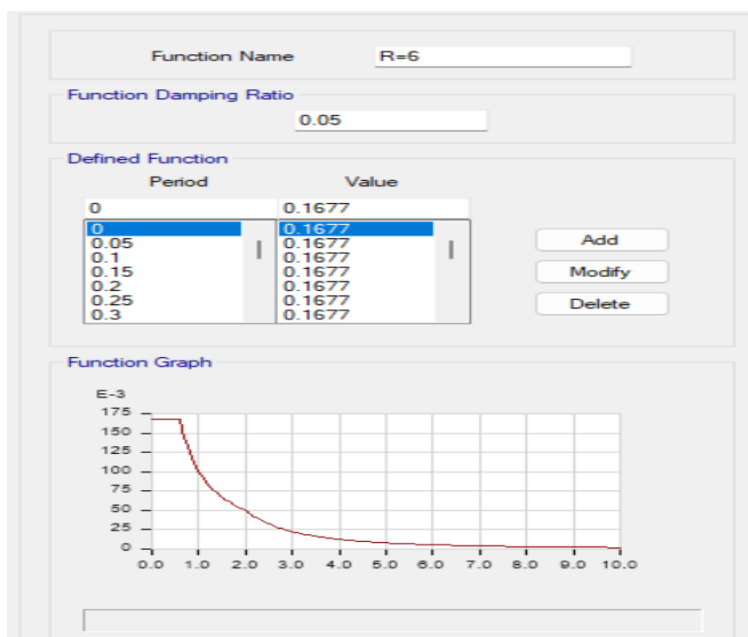 Function Name R=6
Function Damping Ratio
0.05
Defined Function
Period Value
0 0.1677
0 0.1677
0.05 0.1677
0.1 0.1677
0.15 0.1677
0.2 0.1677
0.25 0.1677
0.3 0.1677
Add
Modify
Delete
Function Graph
E-3
175
150
125
100
75
50
25
0
0.0 1.0 2.0 3.0 4.0 5.0 6.0 7.0 8.0 9.0 10.0